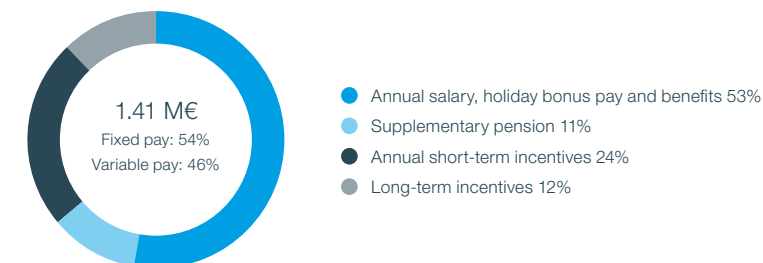 1.41 M€
Fixed pay: 54%
Variable pay: 46%
Annual salary, holiday bonus pay and benefits 53%
Supplementary pension 11%
Annual short-term incentives 24%
Long-term incentives 12%